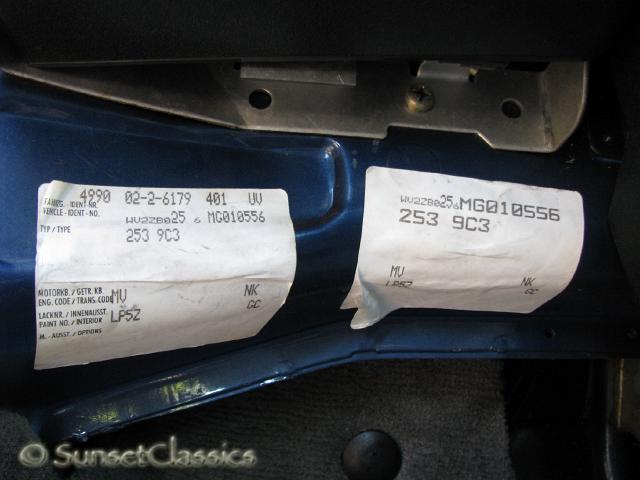 4990 02-2-6179 401 UV
FAHRG.-IDENT-NR.
VEHICLE-IDENT-NO. WV2ZB025 6 MG010556
TYP / TYPE 253 9C3
MOTORKB. / GETR. KB. MV NK
ENG. CODE / TRANS. CODE GC
LACKNR. / INNENAUSST. LP5Z
PAINT NO. / INTERIOR
M.-AUSST. / OPTIONS
WV2ZB025 6 MG010556
253 9C3
MV NK
LP5Z GC
© SunsetClassics